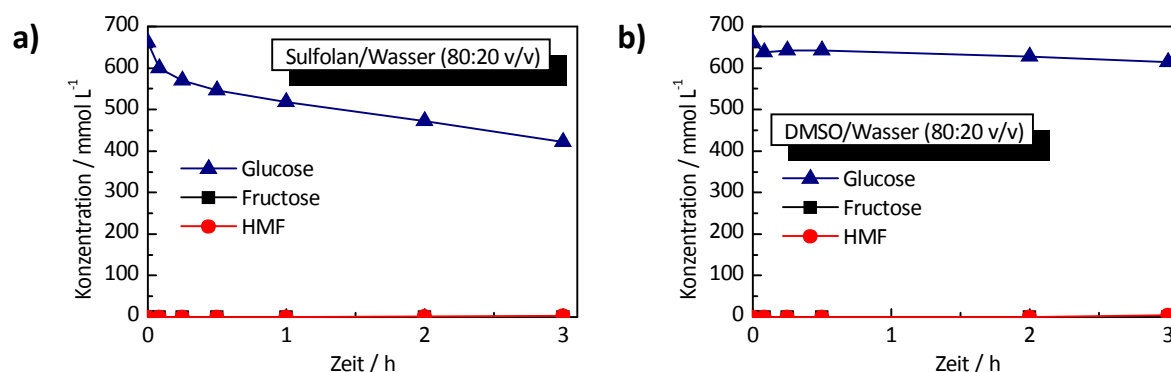 a)
Konzentration / mmol L⁻¹
700
600
500
400
300
200
100
0
Sulfolan/Wasser (80:20 v/v)
Glucose
Fructose
HMF
0 1 2 3
Zeit / h
b)
Konzentration / mmol L⁻¹
700
600
500
400
300
200
100
0
DMSO/Wasser (80:20 v/v)
Glucose
Fructose
HMF
0 1 2 3
Zeit / h